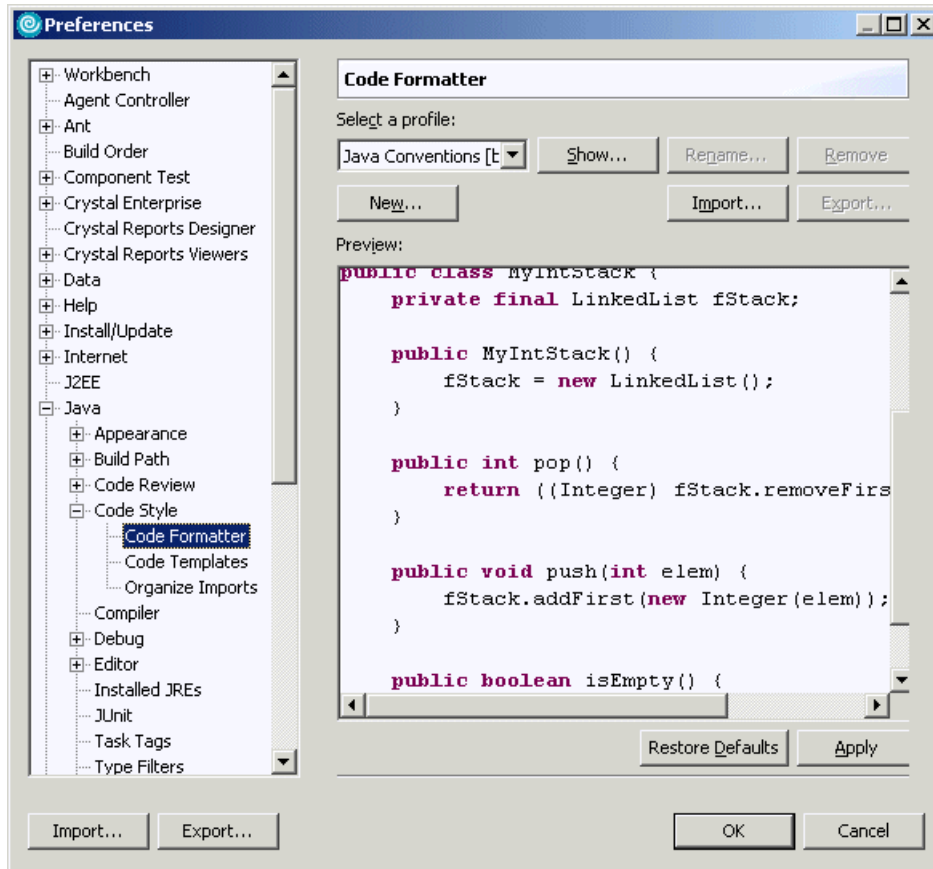 Preferences
Workbench
Agent Controller
Ant
Build Order
Component Test
Crystal Enterprise
Crystal Reports Designer
Crystal Reports Viewers
Data
Help
Install/Update
Internet
J2EE
Java
Appearance
Build Path
Code Review
Code Style
Code Formatter
Code Templates
Organize Imports
Compiler
Debug
Editor
Installed JREs
JUnit
Task Tags
Type Filters
Code Formatter
Select a profile:
Java Conventions [b Show... Rename... Remove
New... Import... Export...
Preview:
public class MyIntStack {
    private final LinkedList fStack;
    public MyIntStack() {
        fStack = new LinkedList();
    }
    public int pop() {
        return ((Integer) fStack.removeFirs
    }
    public void push(int elem) {
        fStack.addFirst(new Integer(elem));
    }
    public boolean isEmpty() {
Restore Defaults Apply
Import... Export... OK Cancel